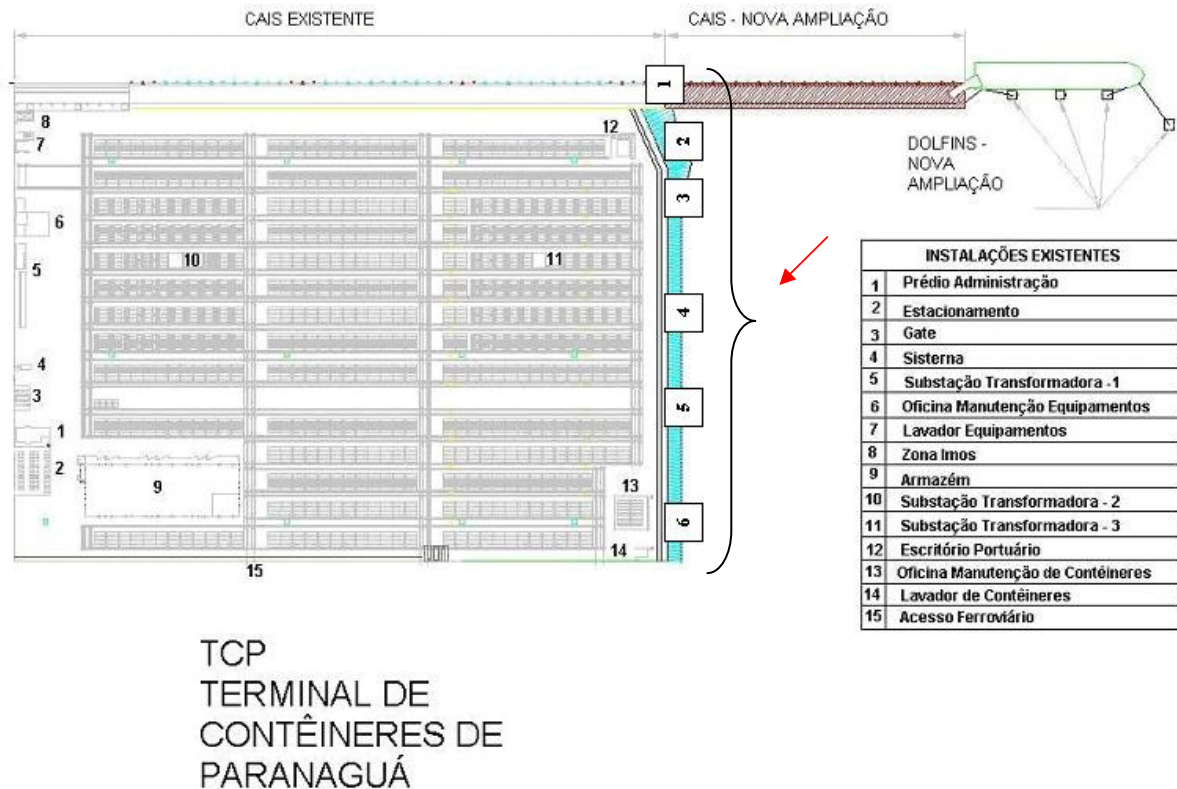 CAIS EXISTENTE
CAIS - NOVA AMPLIAÇÃO
1
8
7
12
2
DOLFINS -
NOVA
AMPLIAÇÃO
3
6
10
11
5
4
4
3
5
1
2
9
13
6
14
15
INSTALAÇÕES EXISTENTES
1 Prédio Administração
2 Estacionamento
3 Gate
4 Sisterna
5 Substação Transformadora -1
6 Oficina Manutenção Equipamentos
7 Lavador Equipamentos
8 Zona Imos
9 Armazém
10 Substação Transformadora - 2
11 Substação Transformadora - 3
12 Escritório Portuário
13 Oficina Manutenção de Contêineres
14 Lavador de Contêineres
15 Acesso Ferroviário
TCP
TERMINAL DE
CONTÊINERES DE
PARANAGUÁ